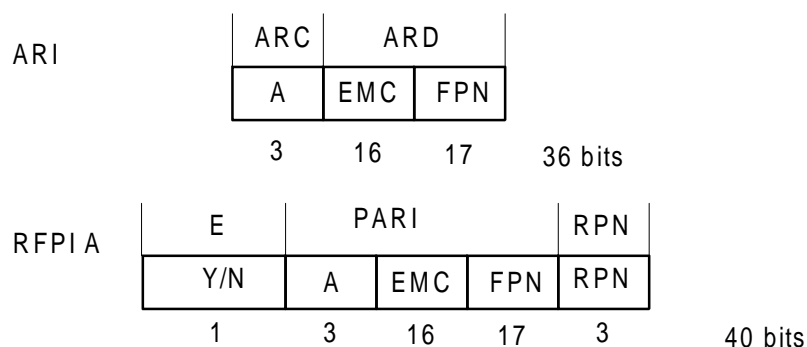 ARC ARD
ARI
A EMC FPN
3 16 17 36 bits
E PARI RPN
RFPI A
Y/N A EMC FPN RPN
1 3 16 17 3 40 bits